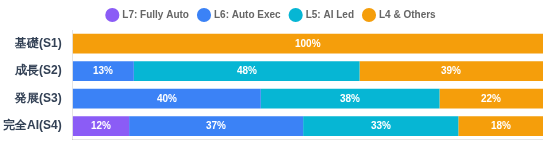 L7: Fully Auto L6: Auto Exec L5: AI Led L4 & Others
基礎(S1) 100%
成長(S2) 13% 48% 39%
発展(S3) 40% 38% 22%
完全AI(S4) 12% 37% 33% 18%